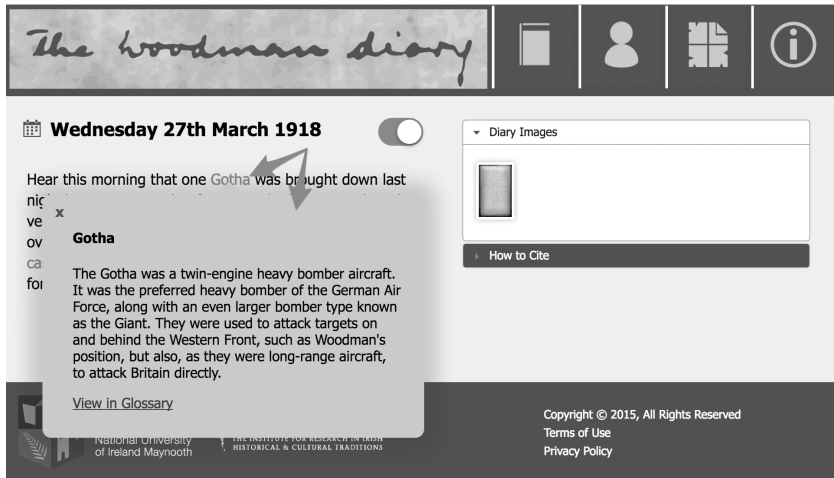 The Woodman diary
Wednesday 27th March 1918
Hear this morning that one Gotha was brought down last
x
Gotha
The Gotha was a twin-engine heavy bomber aircraft.
It was the preferred heavy bomber of the German Air
Force, along with an even larger bomber type known
as the Giant. They were used to attack targets on
and behind the Western Front, such as Woodman's
position, but also, as they were long-range aircraft,
to attack Britain directly.
View in Glossary
Diary Images
How to Cite
National University
of Ireland Maynooth
THE INSTITUTE FOR RESEARCH IN IRISH
HISTORICAL & CULTURAL TRADITIONS
Copyright © 2015, All Rights Reserved
Terms of Use
Privacy Policy